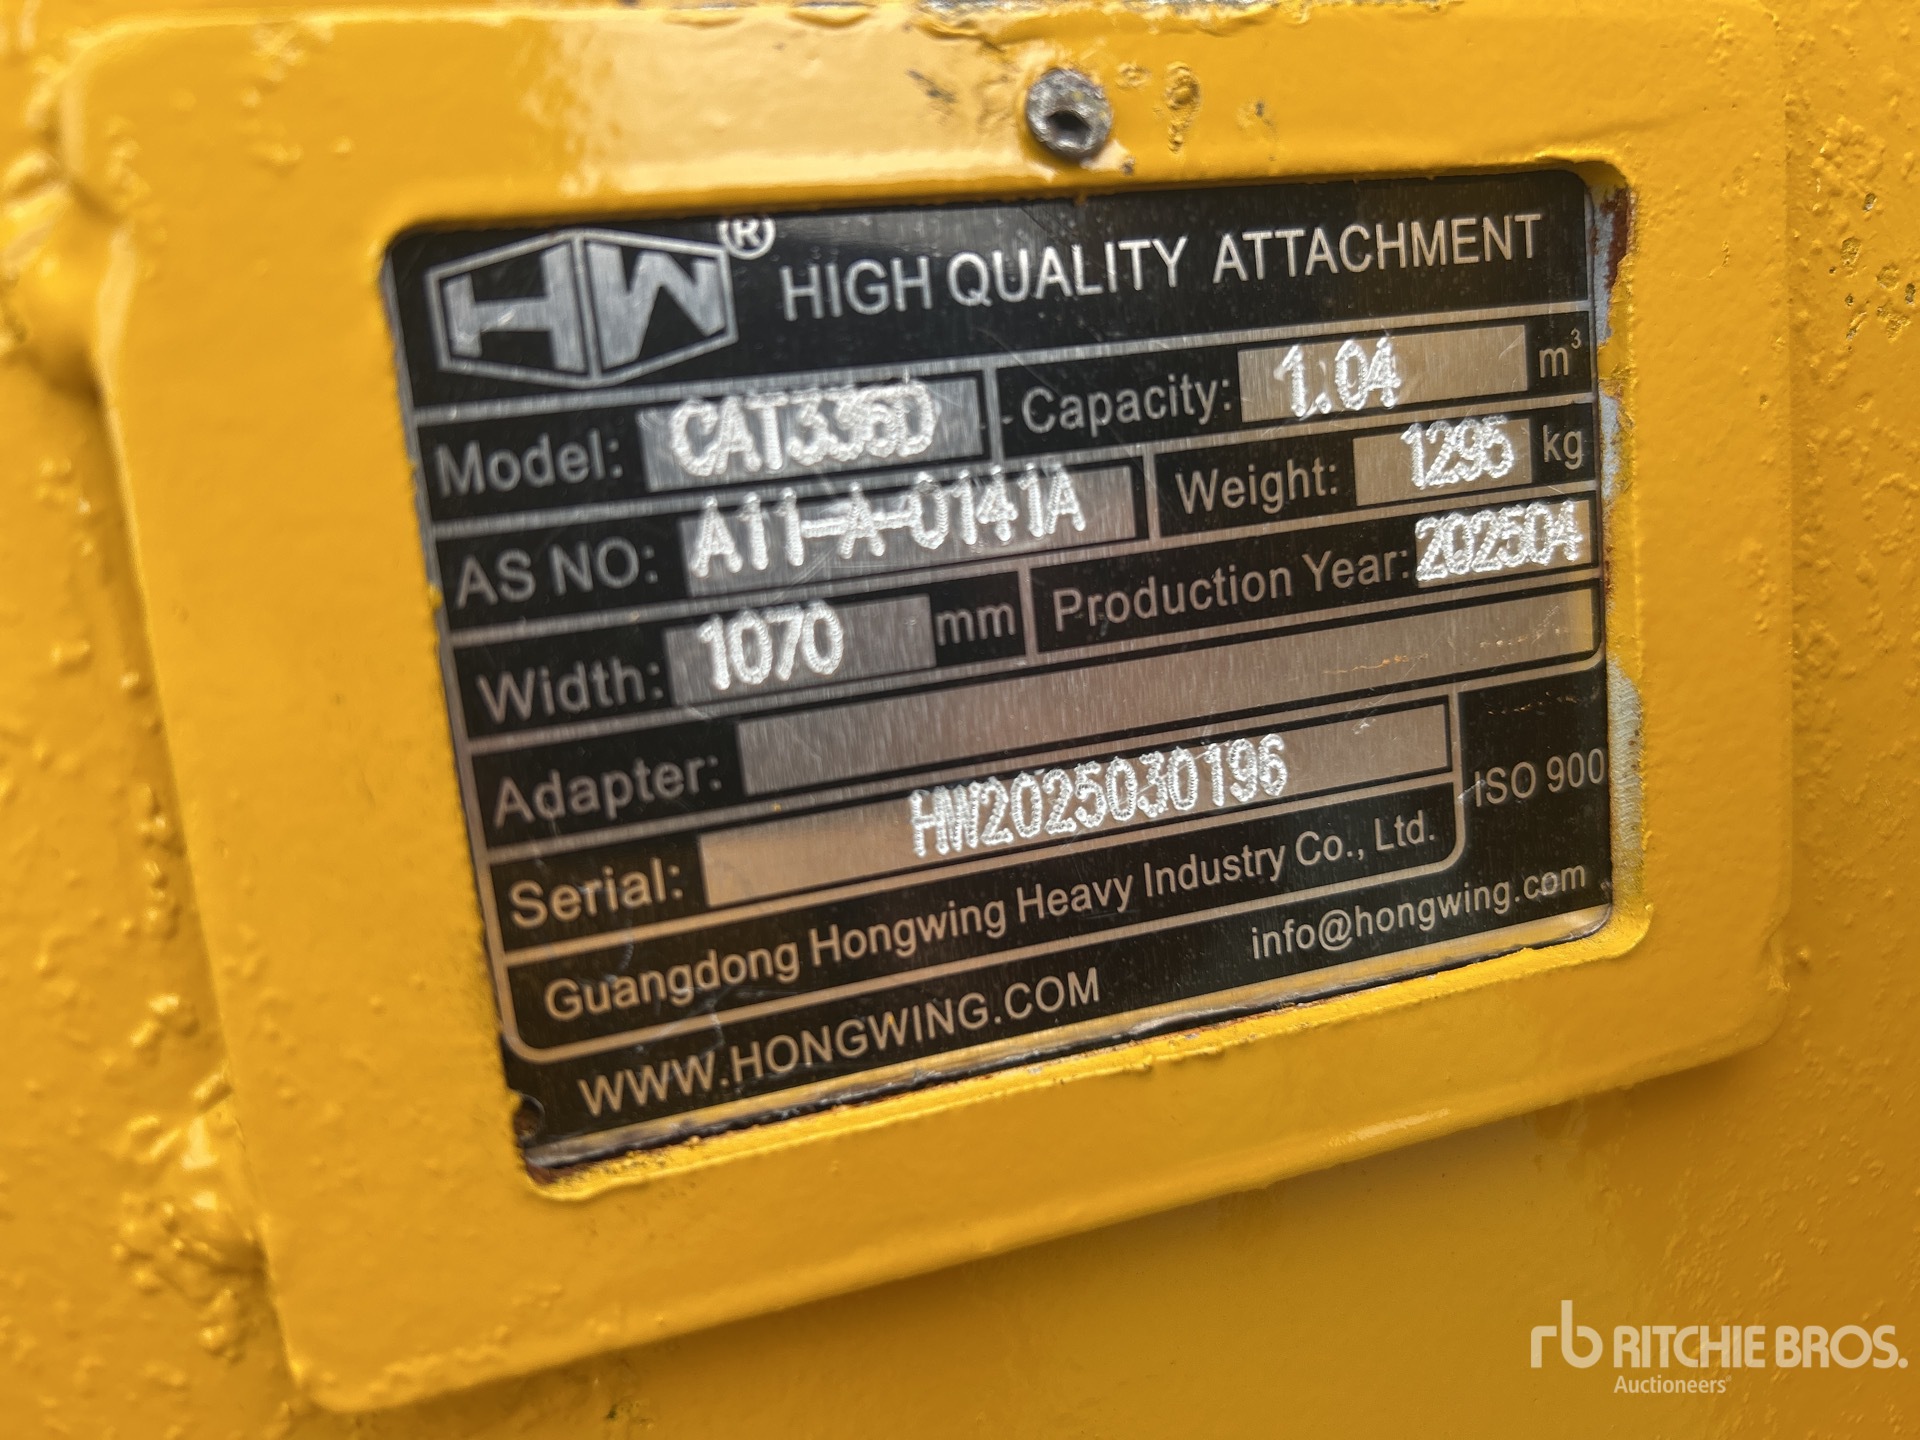 HW® HIGH QUALITY ATTACHMENT
Model: CAT336D Capacity: 1.04 m³
AS NO: A11-A-0141A Weight: 1295 kg
Width: 1070 mm Production Year: 202504
Adapter:
Serial: HW2025030196 ISO 900
Guangdong Hongwing Heavy Industry Co., Ltd.
WWW.HONGWING.COM info@hongwing.com
rb RITCHIE BROS.
Auctioneers